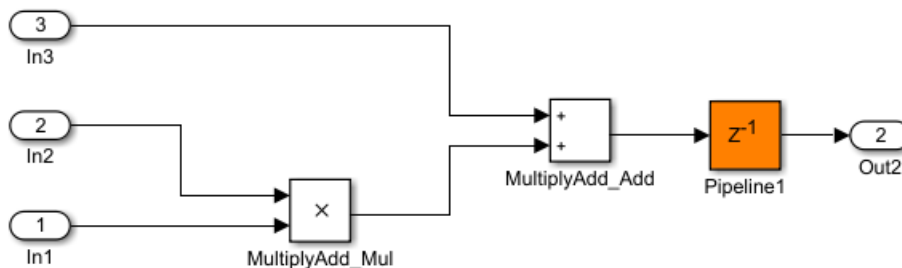 3
In3
2
In2
1
In1
×
MultiplyAdd_Mul
+
+
MultiplyAdd_Add
Z-1
Pipeline1
2
Out2